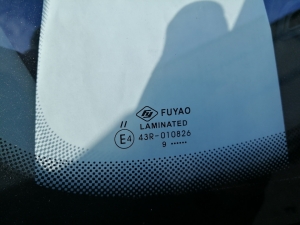 FUYAO
LAMINATED
//
E4 43R-010826
9 ••••••